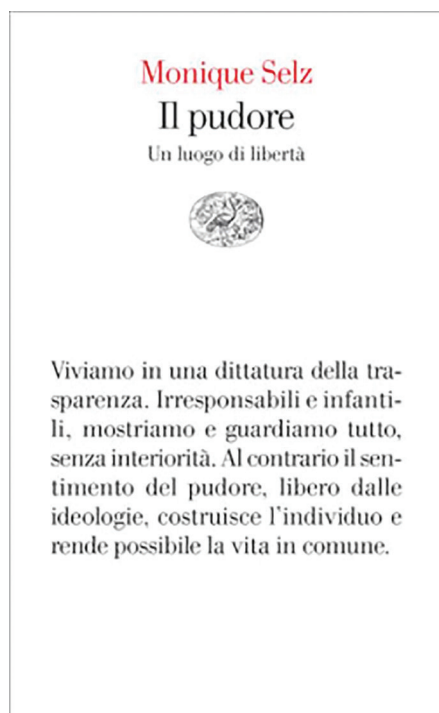 Monique Selz
Il pudore
Un luogo di libertà
Viviamo in una dittatura della tra-
sparenza. Irresponsabili e infanti-
li, mostriamo e guardiamo tutto,
senza interiorità. Al contrario il sen-
timento del pudore, libero dalle
ideologie, costruisce l'individuo e
rende possibile la vita in comune.